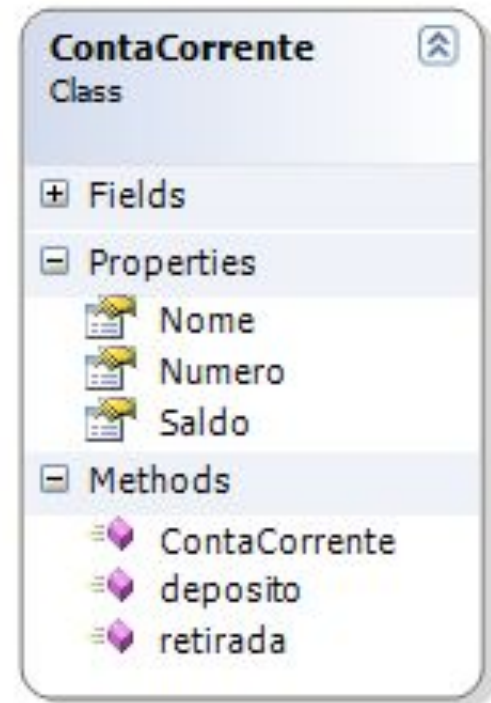 ContaCorrente
Class
Fields
Properties
Nome
Numero
Saldo
Methods
ContaCorrente
deposito
retirada